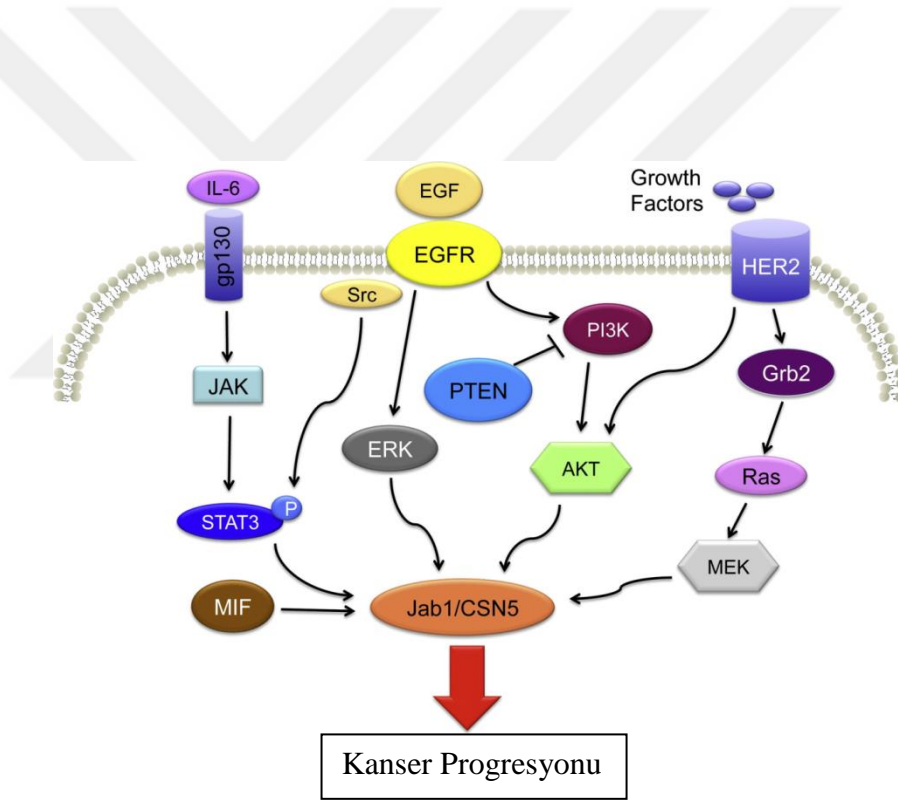 IL-6
EGF
Growth
Factors
gp130
EGFR
HER2
Src
PI3K
PTEN
Grb2
JAK
ERK
AKT
Ras
P
STAT3
MEK
MIF
Jab1/CSN5
Kanser Progresyonu